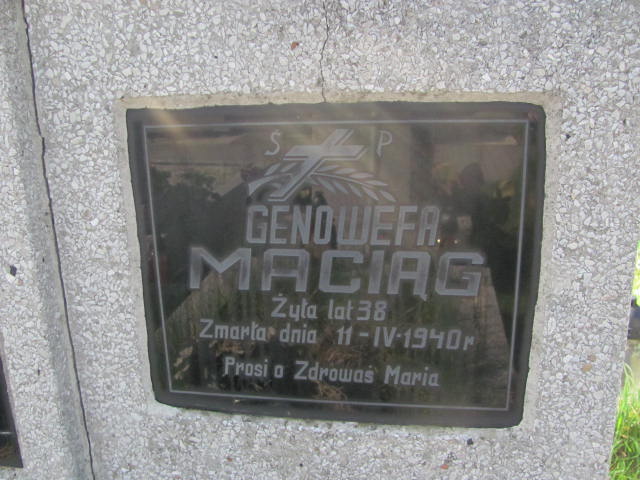 Ś P
GENOWEFA
MACIĄG
Żyła lat 38
Zmarła dnia 11-IV-1940r
Prosi o Zdrowaś Maria